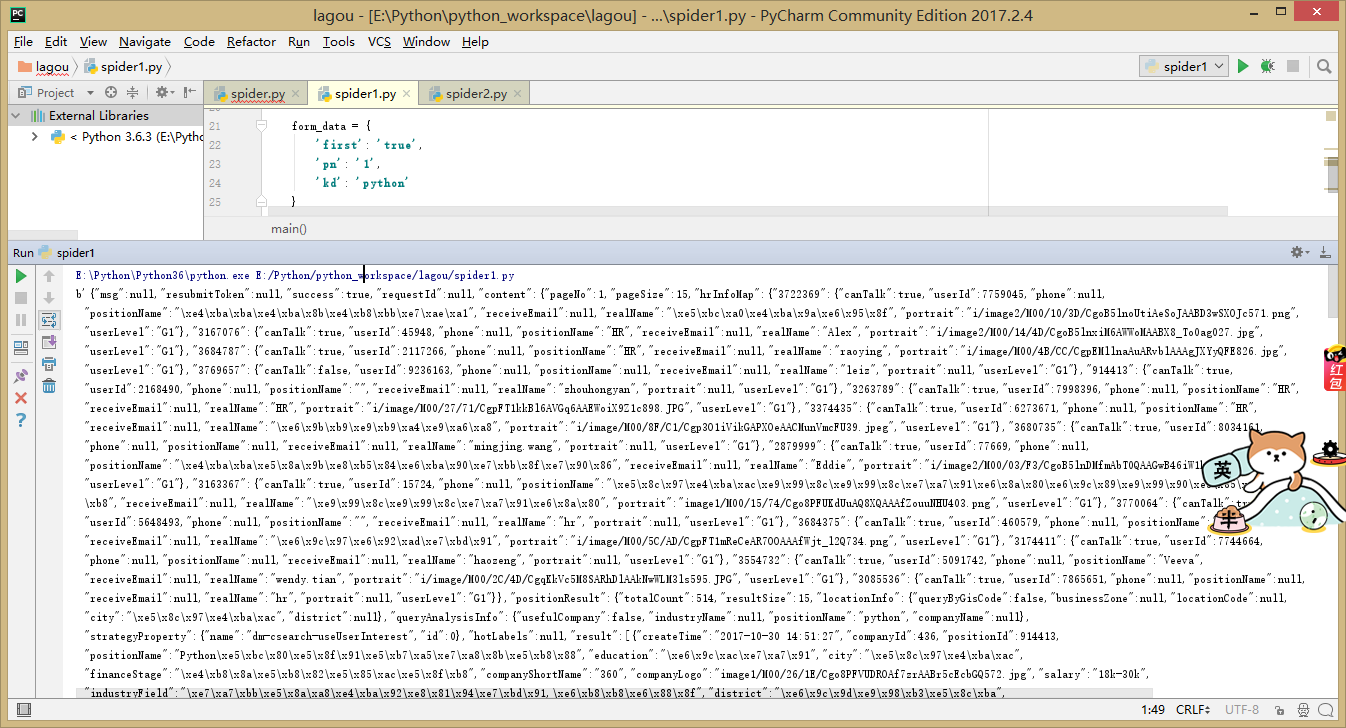 lagou - [E:\Python\python_workspace\lagou] - ...\spider1.py - PyCharm Community Edition 2017.2.4
File Edit View Navigate Code Refactor Run Tools VCS Window Help
lagou spider1.py spider1
Project spider.py spider1.py spider2.py
External Libraries
< Python 3.6.3 (E:\Pythc
21 form_data = {
22 'first': 'true',
23 'pn': '1',
24 'kd': 'python'
25 }
main()
Run spider1
E:\Python\Python36\python.exe E:/Python/python_workspace/lagou/spider1.py
b'{"msg":null,"resubmitToken":null,"success":true,"requestId":null,"content":{"pageNo":1,"pageSize":15,"hrInfoMap":{"3722369":{"canTalk":true,"userId":7759045,"phone":null,
"positionName":"\xe4\xba\xba\xe4\xba\x8b\xe4\xb8\xbb\xe7\xae\xa1","receiveEmail":null,"realName":"\xe5\xbc\xa0\xe4\xba\x9a\xe6\x95\x8f","portrait":"i/image2/M00/10/3D/CgoB5lnoUtiAeSoJAABD3wSXOJc571.png",
"userLevel":"G1"},"3167076":{"canTalk":true,"userId":45948,"phone":null,"positionName":"HR","receiveEmail":null,"realName":"Alex","portrait":"i/image2/M00/14/4D/CgoB5lnxiM6AWWoMAABX8_To0ag027.jpg",
"userLevel":"G1"},"3684787":{"canTalk":true,"userId":2117266,"phone":null,"positionName":"HR","receiveEmail":null,"realName":"raoying","portrait":"i/image/M00/4B/CC/CgpEMllnaAuARvblAAAgJXYyQFE826.jpg",
"userLevel":"G1"},"3769657":{"canTalk":false,"userId":9236163,"phone":null,"positionName":null,"receiveEmail":null,"realName":"leiz","portrait":null,"userLevel":"G1"},"914413":{"canTalk":true,
"userId":2168490,"phone":null,"positionName":"","receiveEmail":null,"realName":"zhouhongyan","portrait":null,"userLevel":"G1"},"3263789":{"canTalk":true,"userId":7998396,"phone":null,"positionName":"HR",
"receiveEmail":null,"realName":"HR","portrait":"i/image/M00/27/71/CgpFT1kkBl6AVGq6AAEWoiX9Z1c898.JPG","userLevel":"G1"},"3374435":{"canTalk":true,"userId":6273671,"phone":null,"positionName":"HR",
"receiveEmail":null,"realName":"\xe6\x9b\xb9\xe9\xb9\xa4\xe9\xa6\xa8","portrait":"i/image/M00/8F/C1/Cgp3O1iVikGAPXOeAACMunVmcFU39.jpeg","userLevel":"G1"},"3680735":{"canTalk":true,"userId":8034161,
"phone":null,"positionName":null,"receiveEmail":null,"realName":"mingjing.wang","portrait":null,"userLevel":"G1"},"2879999":{"canTalk":true,"userId":77669,"phone":null,
"positionName":"\xe4\xba\xba\xe5\x8a\x9b\xe8\xb5\x84\xe6\xba\x90\xe7\xbb\x8f\xe7\x90\x86","receiveEmail":null,"realName":"Eddie","portrait":"i/image2/M00/03/F3/CgoB5lnDMfmAbT0QAAGwB46iW1
"userLevel":"G1"},"3163367":{"canTalk":true,"userId":15724,"phone":null,"positionName":"\xe5\x8c\x97\xe4\xba\xac\xe9\x99\x8c\xe9\x99\x8c\xe7\xa7\x91\xe6\x8a\x80\xe6\x9c\x89\xe9\x99\x90
\xb8","receiveEmail":null,"realName":"\xe9\x99\x8c\xe9\x99\x8c\xe7\xa7\x91\xe6\x8a\x80","portrait":"image1/M00/15/74/Cgo8PFUKdUuAQ8XQAAAfZouuNHU403.png","userLevel":"G1"},"3770064":{"canTalk"
"userId":5648493,"phone":null,"positionName":"","receiveEmail":null,"realName":"hr","portrait":null,"userLevel":"G1"},"3684375":{"canTalk":true,"userId":460579,"phone":null,"positionName"
"realName":"\xe6\x9c\x97\xe6\x92\xad\xe7\xbd\x91","portrait":"i/image/M00/5C/AD/CgpFT1mReCeAR7OOAAAfWjt_12Q734.png","userLevel":"G1"},"3174411":{"canTalk":true,"userId":7744664,
"phone":null,"positionName":null,"receiveEmail":null,"realName":"haozeng","portrait":null,"userLevel":"G1"},"3554732":{"canTalk":true,"userId":5091742,"phone":null,"positionName":"Veeva",
"receiveEmail":null,"realName":"wendy.tian","portrait":"i/image/M00/2C/4D/CgqKkVc5M8SARhDlAAkNwWLM3ls595.JPG","userLevel":"G1"},"3085536":{"canTalk":true,"userId":7865651,"phone":null,"positionName":null,
"receiveEmail":null,"realName":"hr","portrait":null,"userLevel":"G1"}},"positionResult":{"totalCount":514,"resultSize":15,"locationInfo":{"queryByGisCode":false,"businessZone":null,"locationCode":null,
"city":"\xe5\x8c\x97\xe4\xba\xac","district":null},"queryAnalysisInfo":{"usefulCompany":false,"industryName":null,"positionName":"python","companyName":null},
"strategyProperty":{"name":"dm-csearch-useUserInterest","id":0},"hotLabels":null,"result":[{"createTime":"2017-10-30 14:51:27","companyId":436,"positionId":914413,
"positionName":"Python\xe5\xbc\x80\xe5\x8f\x91\xe5\xb7\xa5\xe7\xa8\x8b\xe5\xb8\x88","education":"\xe6\x9c\xac\xe7\xa7\x91","city":"\xe5\x8c\x97\xe4\xba\xac",
"financeStage":"\xe4\xb8\x8a\xe5\xb8\x82\xe5\x85\xac\xe5\x8f\xb8","companyShortName":"360","companyLogo":"image1/M00/26/1E/Cgo8PFVUDROAf7zrAABr5cEcbGQ572.jpg","salary":"18k-30k",
"industryField":"\xe7\xa7\xbb\xe5\x8a\xa8\xe4\xba\x92\xe8\x81\x94\xe7\xbd\x91,\xe6\xb8\xb8\xe6\x88\x8f","district":"\xe6\x9c\x9d\xe9\x98\xb3\xe5\x8c\xba",
红
包
英
半
1:49 CRLF UTF-8